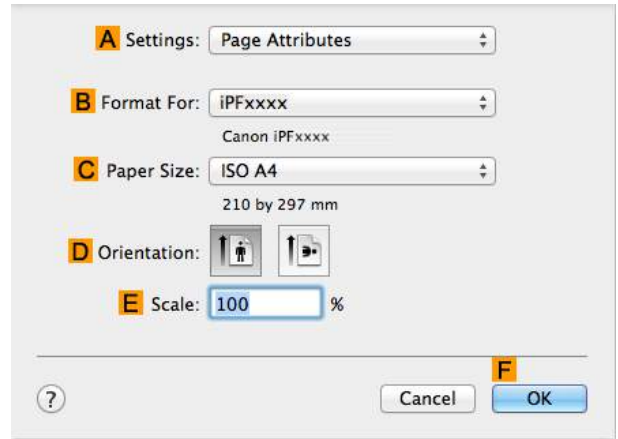 A Settings: Page Attributes
B Format For: iPFxxxx
Canon iPFxxxx
C Paper Size: ISO A4
210 by 297 mm
D Orientation:
E Scale: 100 %
F
? Cancel OK